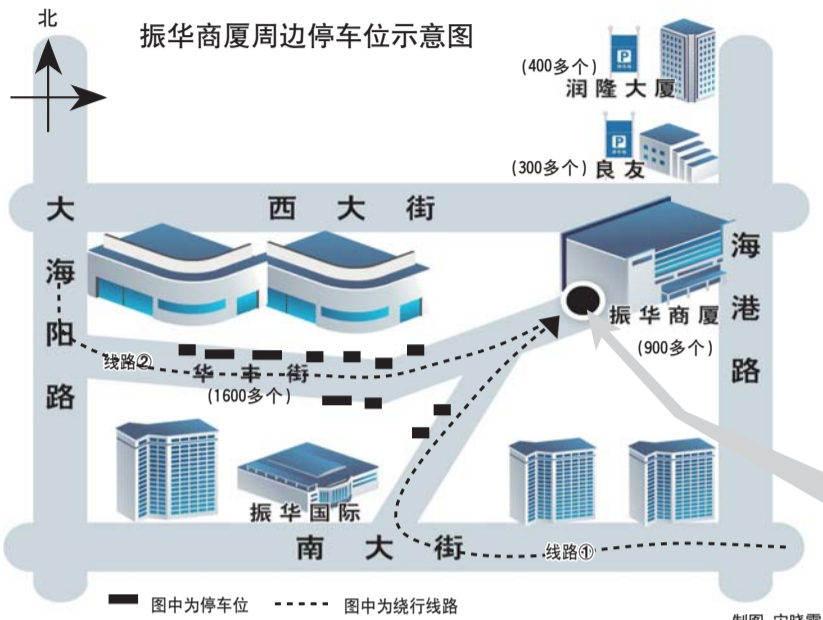 北
振华商厦周边停车位示意图
(400多个)
润隆大厦
(300多个) 良友
西大街
大海阳路
海港路
振华商厦
(900多个)
线路②
华丰街
(1600多个)
振华国际
南大街
线路①
图中为停车位
图中为绕行线路
制图